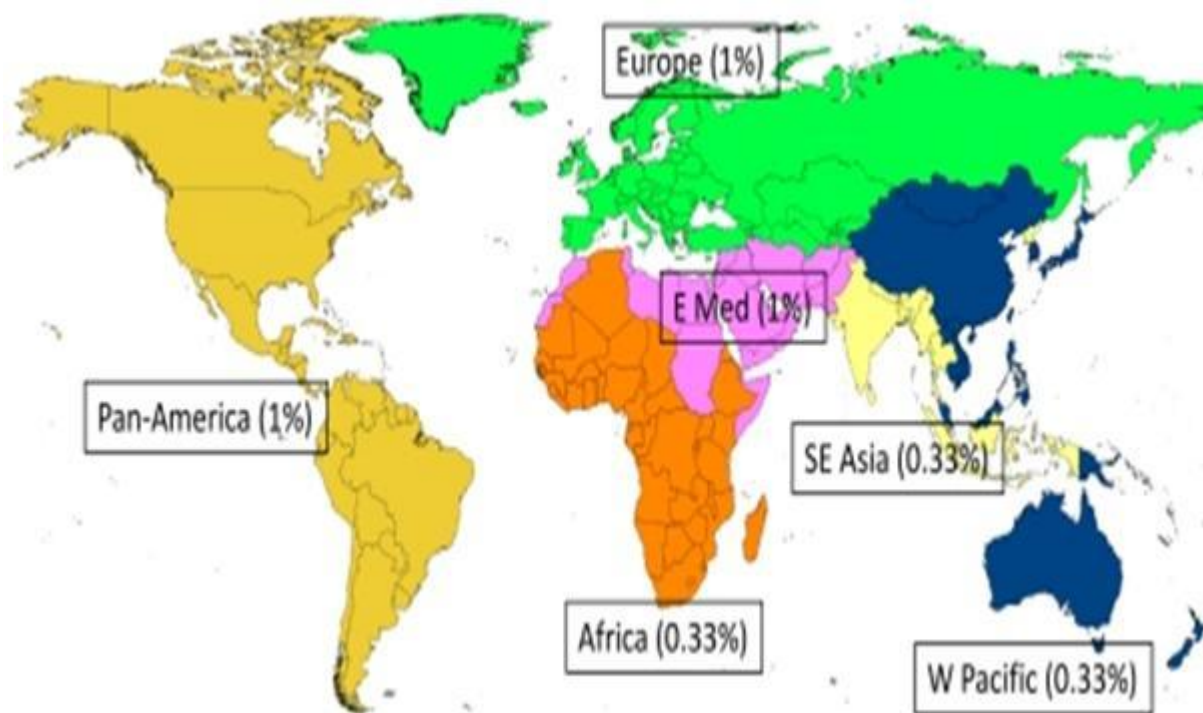 Europe (1%)
E Med (1%)
Pan-America (1%)
SE Asia (0.33%)
Africa (0.33%)
W Pacific (0.33%)